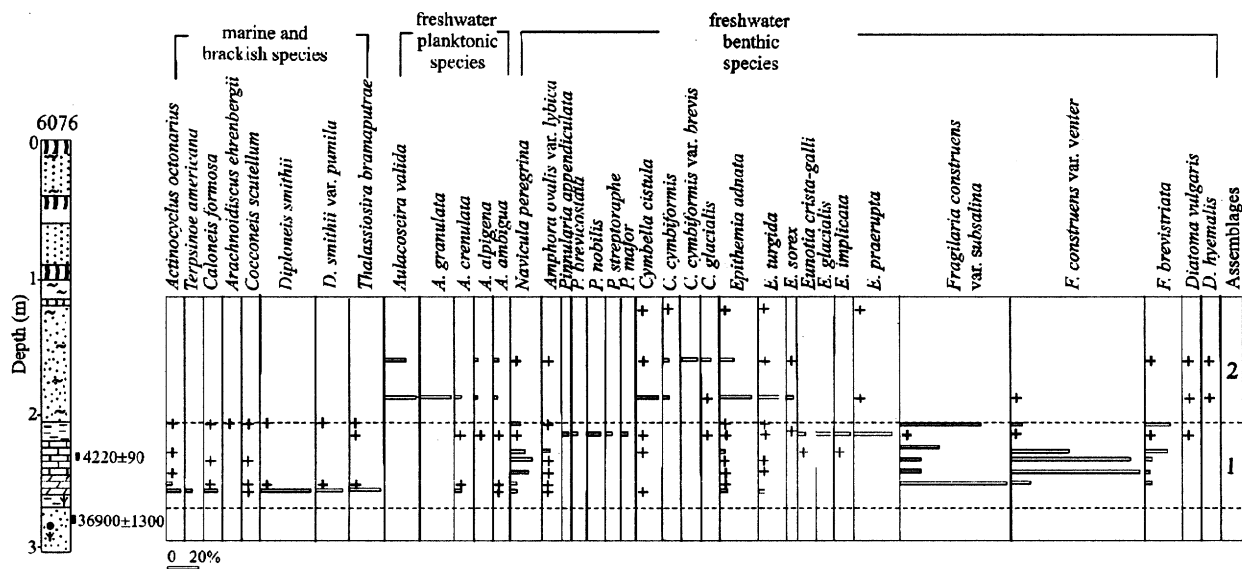 marine and
brackish species
freshwater
planktonic
species
freshwater
benthic
species
6076
Actinocyclus octonarius
Terpsinoe americana
Caloneis formosa
Arachnoidiscus ehrenbergii
Cocconeis scutellum
Diploneis smithii
D. smithii var. pumila
Thalassiosira bramaputrae
Aulacoseira valida
A. granulata
A. crenulata
A. alpigena
A. ambigua
Navicula peregrina
Amphora ovulis var. lybica
Pinnularia appendiculata
P. brevicostata
P. nobilis
P. streptoraphe
P. major
Cymbella cistula
C. cymbiformis
C. cymbiformis var. brevis
C. glacialis
Epithemia adnata
E. turgida
E. sorex
Eunotia crista-galli
E. glacialis
E. implicata
E. praerupta
Fragilaria construens
var. subsalina
F. construens var. venter
F. brevistriata
Diatoma vulgaris
D. hyemalis
Assemblages
Depth (m)
0
1
2
3
4220±90
36900±1300
2
1
0 20%